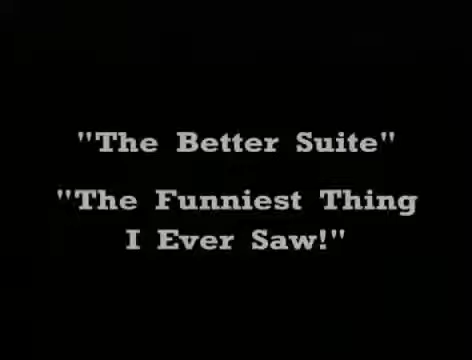 "The Better Suite"
"The Funniest Thing
I Ever Saw!"